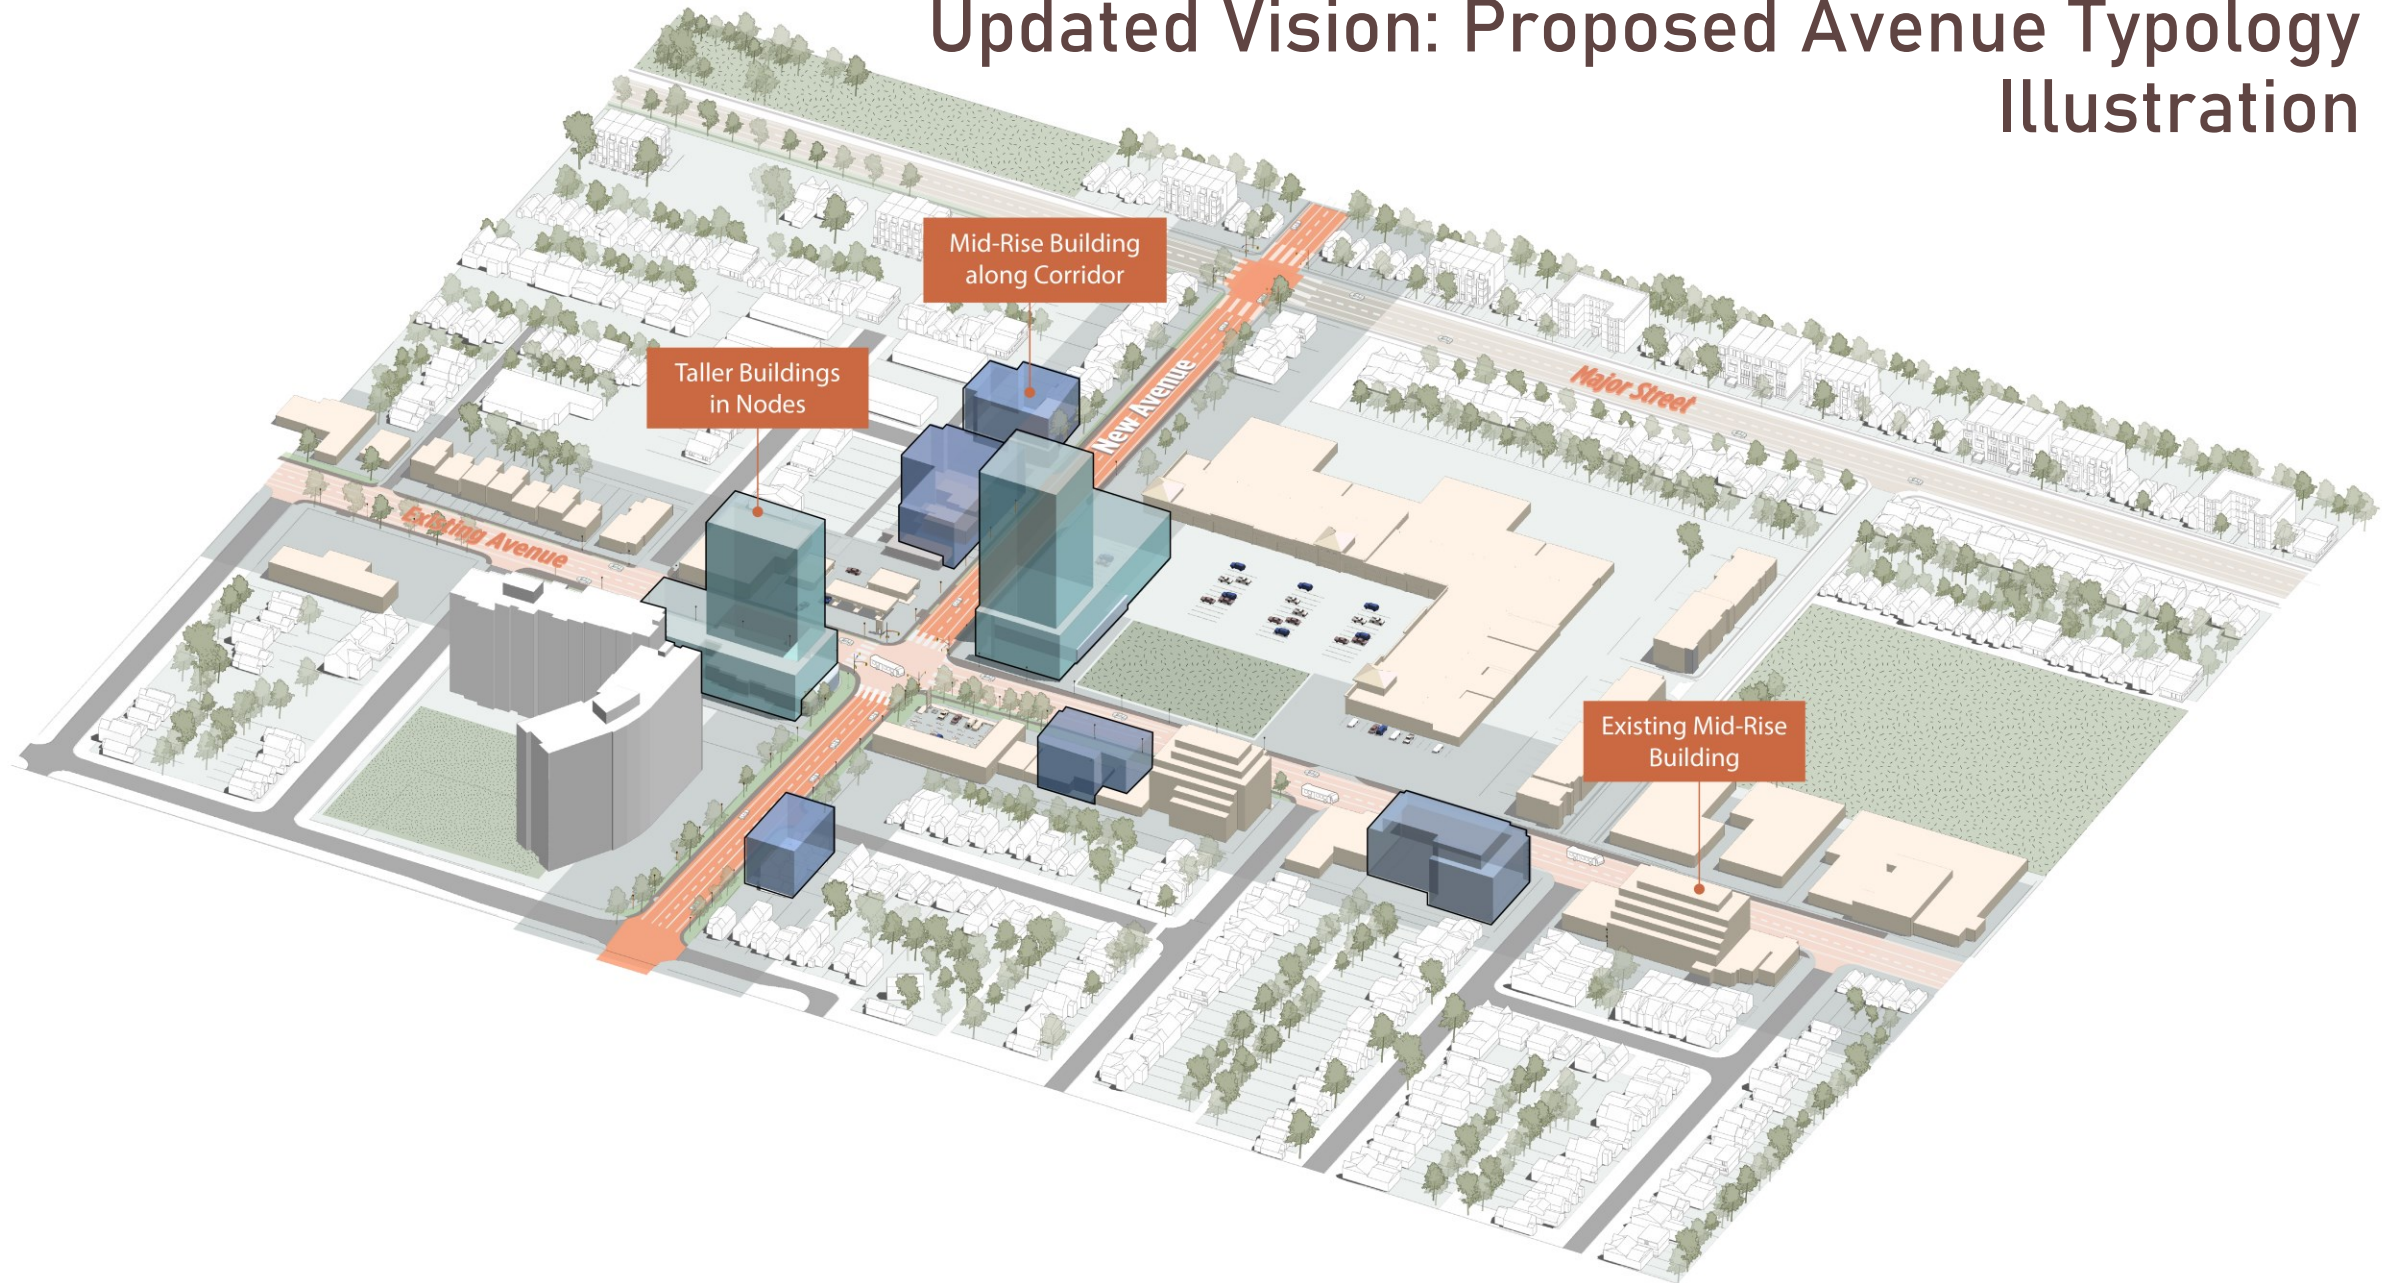 Updated Vision: Proposed Avenue Typology
Illustration
Mid-Rise Building
along Corridor
Taller Buildings
in Nodes
New Avenue
Major Street
Existing Avenue
Existing Mid-Rise
Building